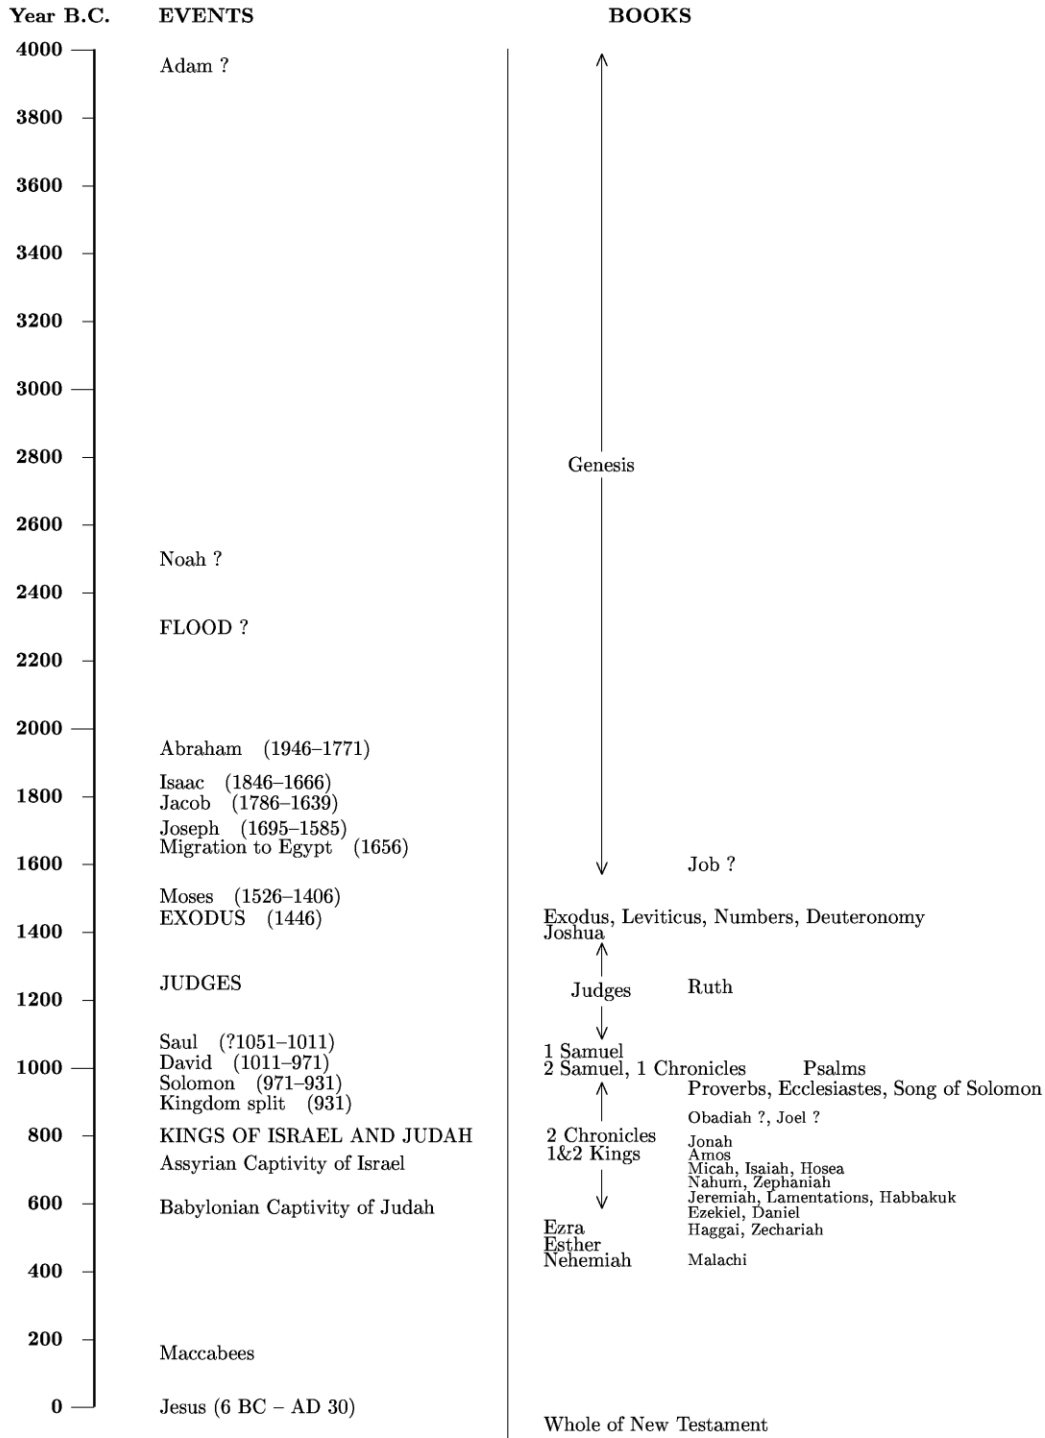 Year B.C. EVENTS BOOKS
4000
Adam ?
3800
3600
3400
3200
3000
2800
Genesis
2600
Noah ?
2400
FLOOD ?
2200
2000
Abraham (1946–1771)
Isaac (1846–1666)
1800
Jacob (1786–1639)
Joseph (1695–1585)
Migration to Egypt (1656)
1600 Job ?
Moses (1526–1406)
EXODUS (1446) Exodus, Leviticus, Numbers, Deuteronomy
1400 Joshua
JUDGES Judges Ruth
1200
Saul (?1051–1011) 1 Samuel
David (1011–971)
1000 2 Samuel, 1 Chronicles Psalms
Solomon (971–931) Proverbs, Ecclesiastes, Song of Solomon
Kingdom split (931)
Obadiah ?, Joel ?
800 KINGS OF ISRAEL AND JUDAH 2 Chronicles
Jonah
1&2 Kings Amos
Assyrian Captivity of Israel Micah, Isaiah, Hosea
Nahum, Zephaniah
Jeremiah, Lamentations, Habbakuk
600 Babylonian Captivity of Judah Ezekiel, Daniel
Ezra Haggai, Zechariah
Esther
Nehemiah Malachi
400
200
Maccabees
0 Jesus (6 BC – AD 30)
Whole of New Testament